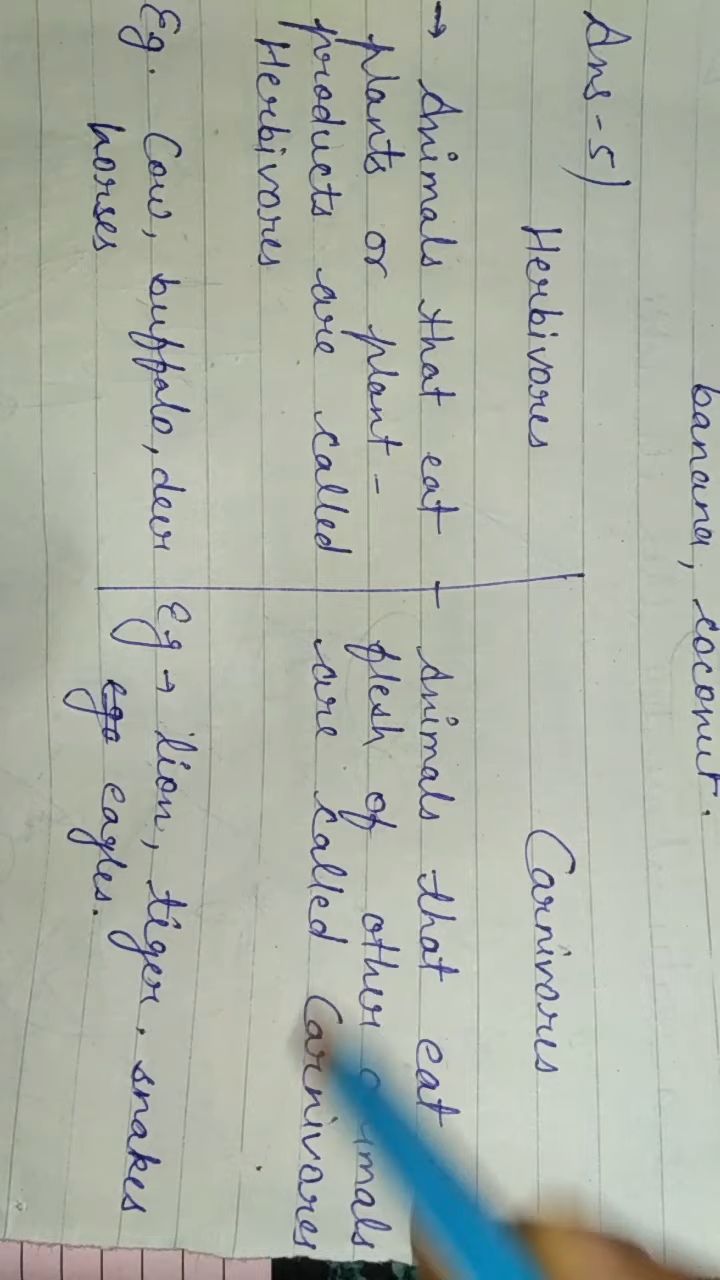 banana, coconut.
Ans-5)
Herbivores Carnivores
→ Animals that eat - Animals that eat
plants or plant- flesh of other
products are called are called Carnivores
Herbivores
Eg. Cow, buffalo, deer Eg → lion, tiger, snakes
horses eagles.